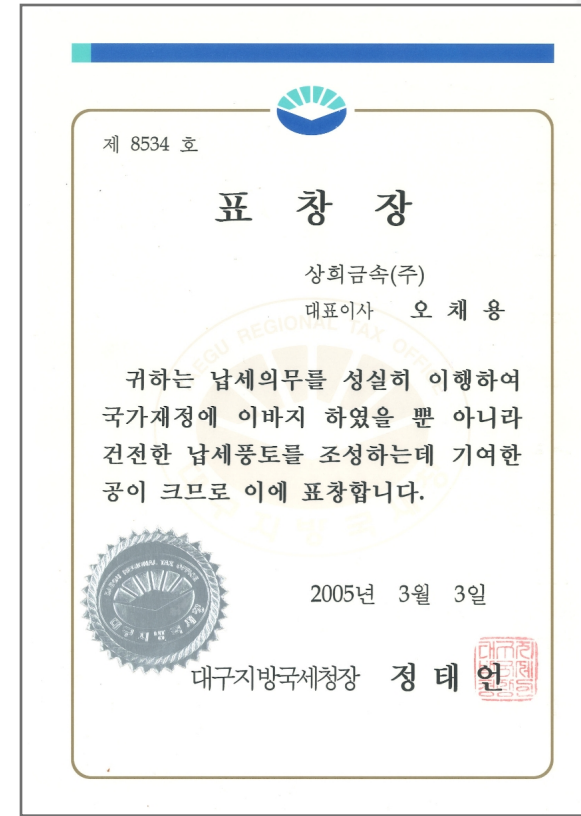 제 8534 호
표 창 장
상희금속(주)
대표이사 오 채 용
귀하는 납세의무를 성실히 이행하여
국가재정에 이바지 하였을 뿐 아니라
건전한 납세풍토를 조성하는데 기여한
공이 크므로 이에 표창합니다.
2005년 3월 3일
대구지방국세청장 정 태 언